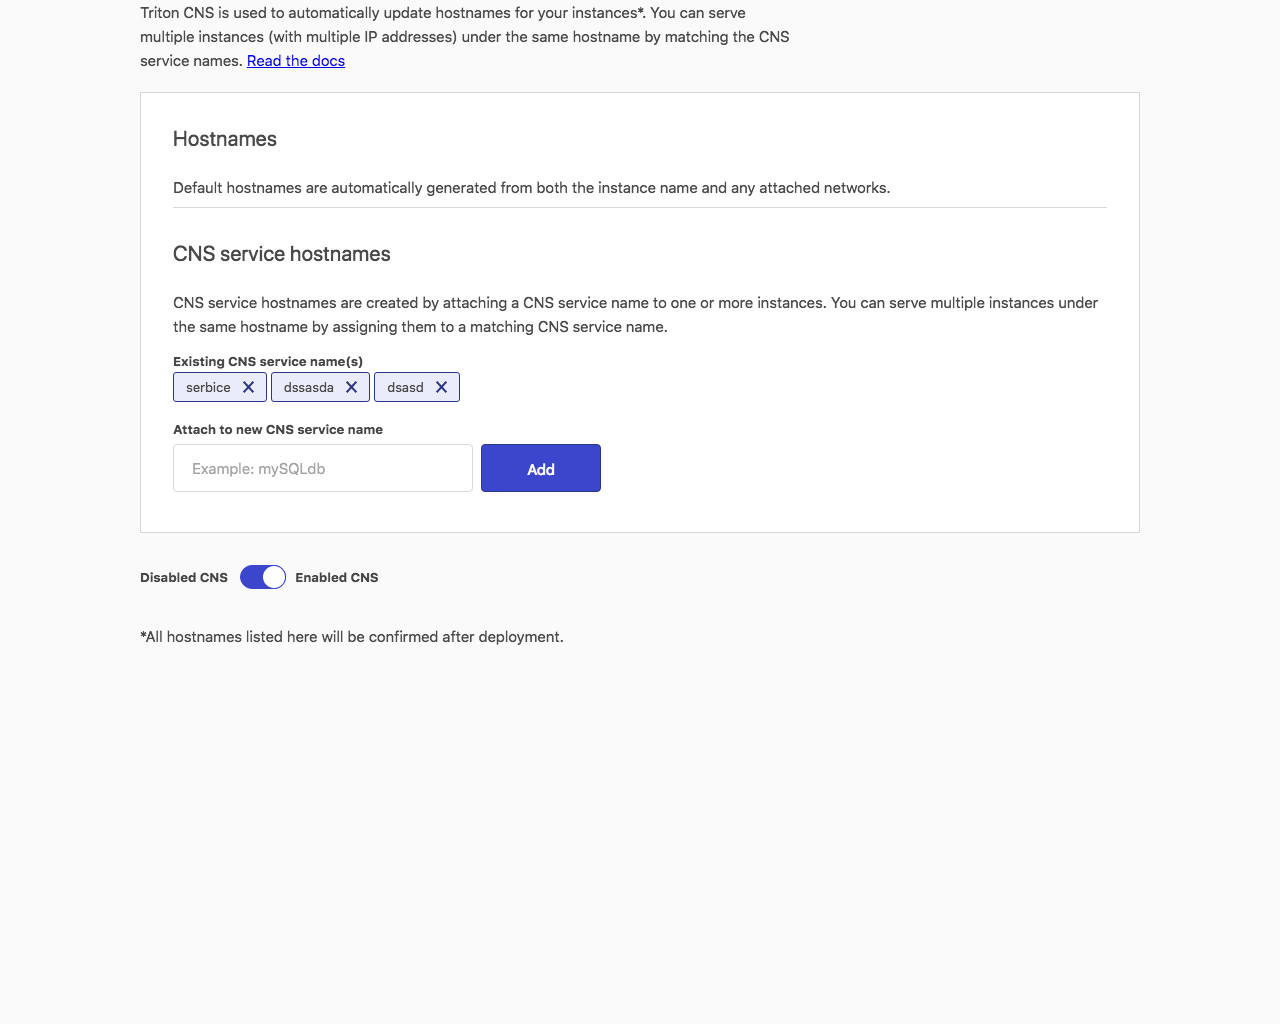 Triton CNS is used to automatically update hostnames for your instances*. You can serve
multiple instances (with multiple IP addresses) under the same hostname by matching the CNS
service names. Read the docs
Hostnames
Default hostnames are automatically generated from both the instance name and any attached networks.
CNS service hostnames
CNS service hostnames are created by attaching a CNS service name to one or more instances. You can serve multiple instances under
the same hostname by assigning them to a matching CNS service name.
Existing CNS service name(s)
serbice dssasda dsasd
Attach to new CNS service name
Example: mySQLdb Add
Disabled CNS Enabled CNS
*All hostnames listed here will be confirmed after deployment.